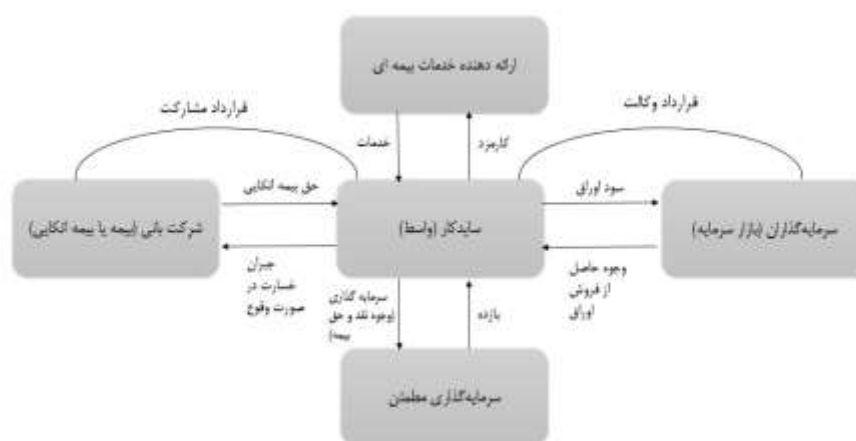 ارائه دهنده خدمات بیمه ای
قرارداد مشارکت
قرارداد وکالت
خدمات
کارمزد
حق بیمه اتکایی
سود اوراق
شرکت بانی (بیمه یا بیمه اتکایی)
سایدکار (واسط)
سرمایه‌گذاران (بازار سرمایه)
جبران
خسارت در
صورت وقوع
وجوه حاصل
از فروش
اوراق
سرمایه گذاری
(وجوه نقد و حق
بیمه)
بازده
سرمایه‌گذاری مطمئن